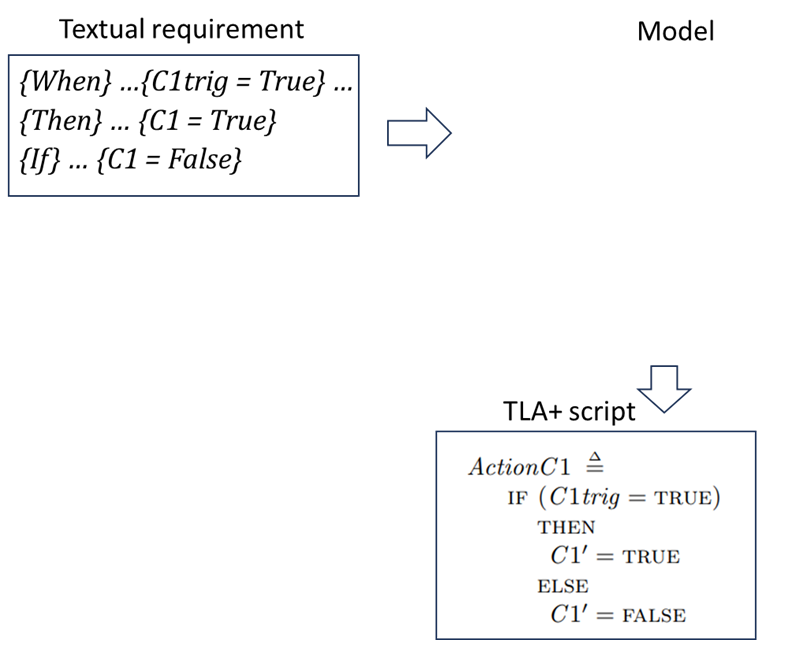 Textual requirement
Model
{When} ...{C1trig = True} ...
{Then} ... {C1 = True}
{If} ... {C1 = False}
TLA+ script
ActionC1 ≜
IF (C1trig = TRUE)
THEN
C1′ = TRUE
ELSE
C1′ = FALSE